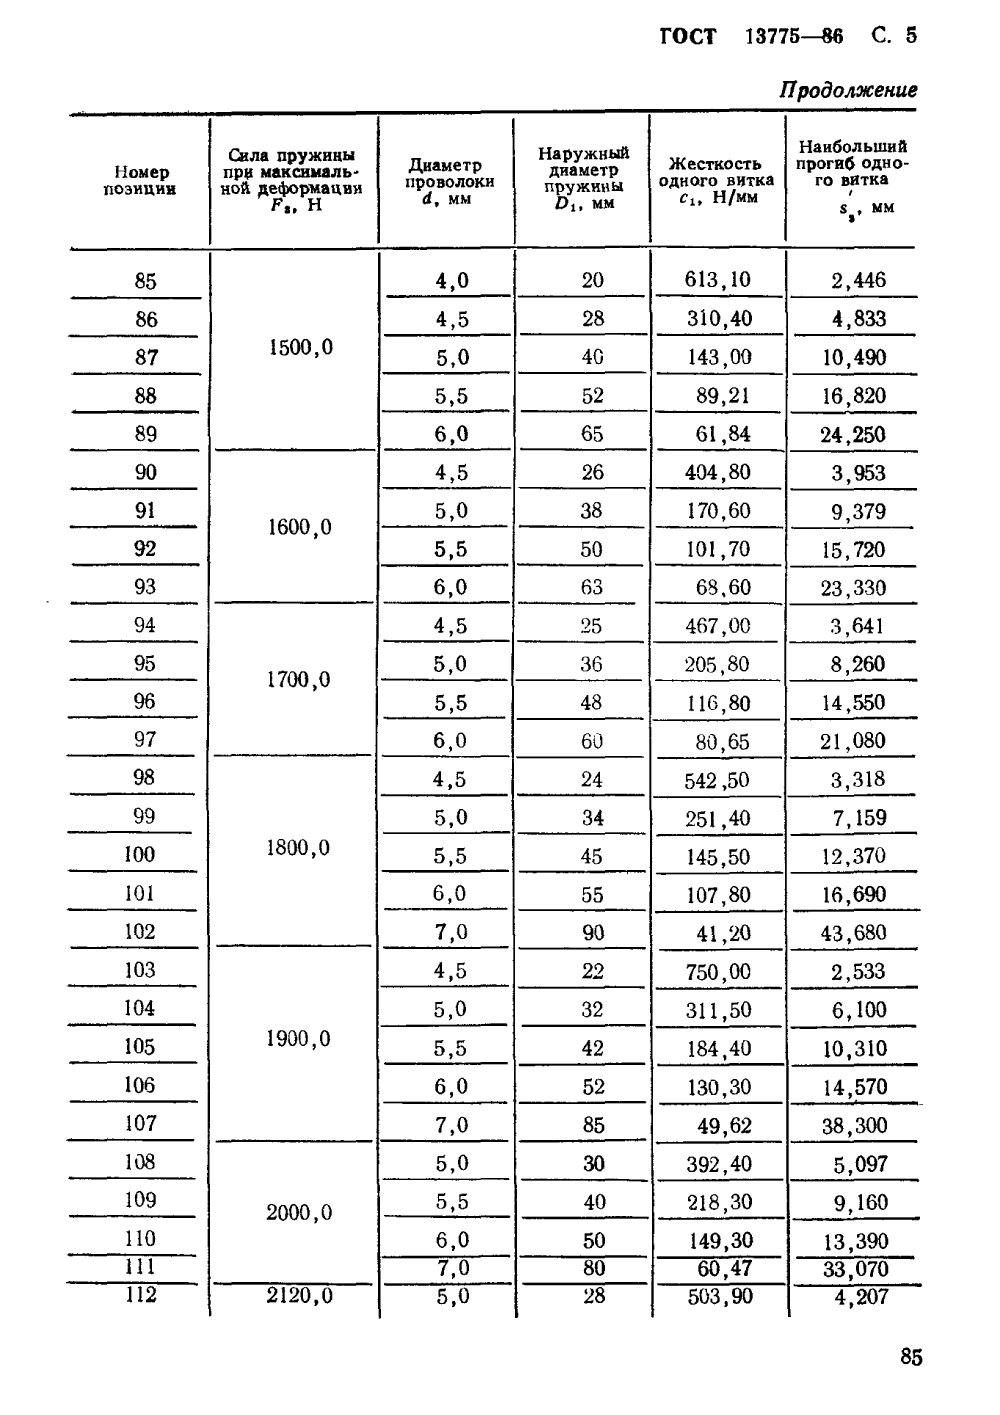 ГОСТ 13775—86 С. 5
Продолжение
Номер позиции
Сила пружины при максимальной деформации F₃, Н
Диаметр проволоки d, мм
Наружный диаметр пружины D₁, мм
Жесткость одного витка c₁, Н/мм
Наибольший прогиб одного витка s′₃, мм
85 1500,0 4,0 20 613,10 2,446
86 4,5 28 310,40 4,833
87 5,0 40 143,00 10,490
88 5,5 52 89,21 16,820
89 6,0 65 61,84 24,250
90 1600,0 4,5 26 404,80 3,953
91 5,0 38 170,60 9,379
92 5,5 50 101,70 15,720
93 6,0 63 68,60 23,330
94 1700,0 4,5 25 467,00 3,641
95 5,0 36 205,80 8,260
96 5,5 48 116,80 14,550
97 6,0 60 80,65 21,080
98 1800,0 4,5 24 542,50 3,318
99 5,0 34 251,40 7,159
100 5,5 45 145,50 12,370
101 6,0 55 107,80 16,690
102 7,0 90 41,20 43,680
103 1900,0 4,5 22 750,00 2,533
104 5,0 32 311,50 6,100
105 5,5 42 184,40 10,310
106 6,0 52 130,30 14,570
107 7,0 85 49,62 38,300
108 2000,0 5,0 30 392,40 5,097
109 5,5 40 218,30 9,160
110 6,0 50 149,30 13,390
111 7,0 80 60,47 33,070
112 2120,0 5,0 28 503,90 4,207
85